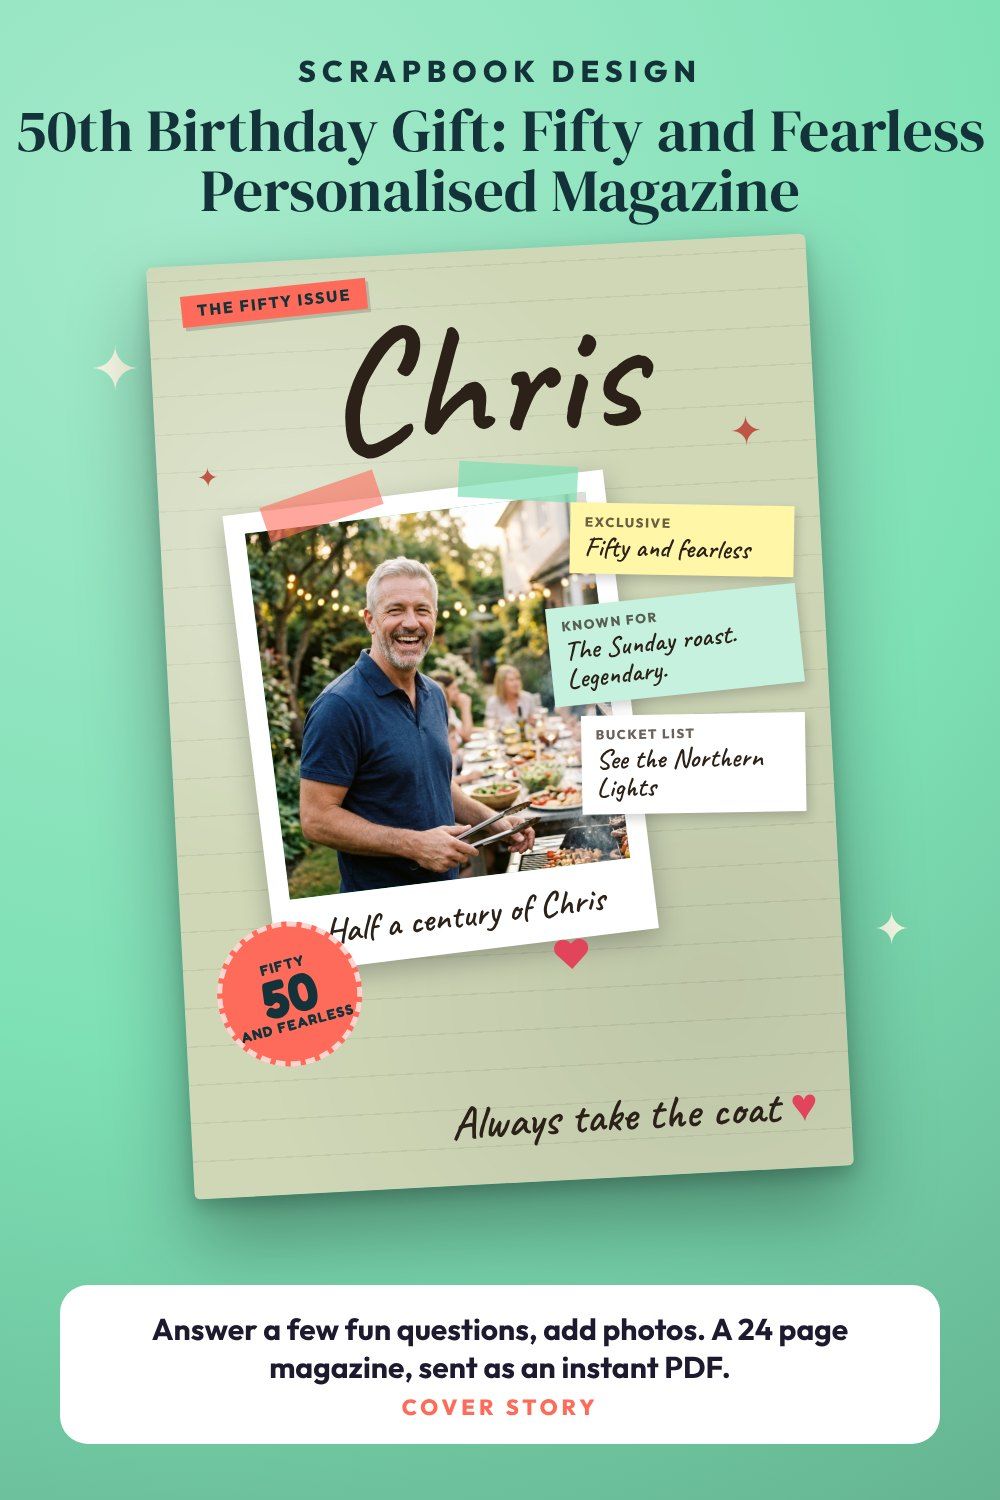 SCRAPBOOK DESIGN
50th Birthday Gift: Fifty and Fearless
Personalised Magazine
THE FIFTY ISSUE
Chris
EXCLUSIVE
Fifty and fearless
KNOWN FOR
The Sunday roast.
Legendary.
BUCKET LIST
See the Northern
Lights
Half a century of Chris
FIFTY
50
AND FEARLESS
Always take the coat ♥
Answer a few fun questions, add photos. A 24 page
magazine, sent as an instant PDF.
COVER STORY